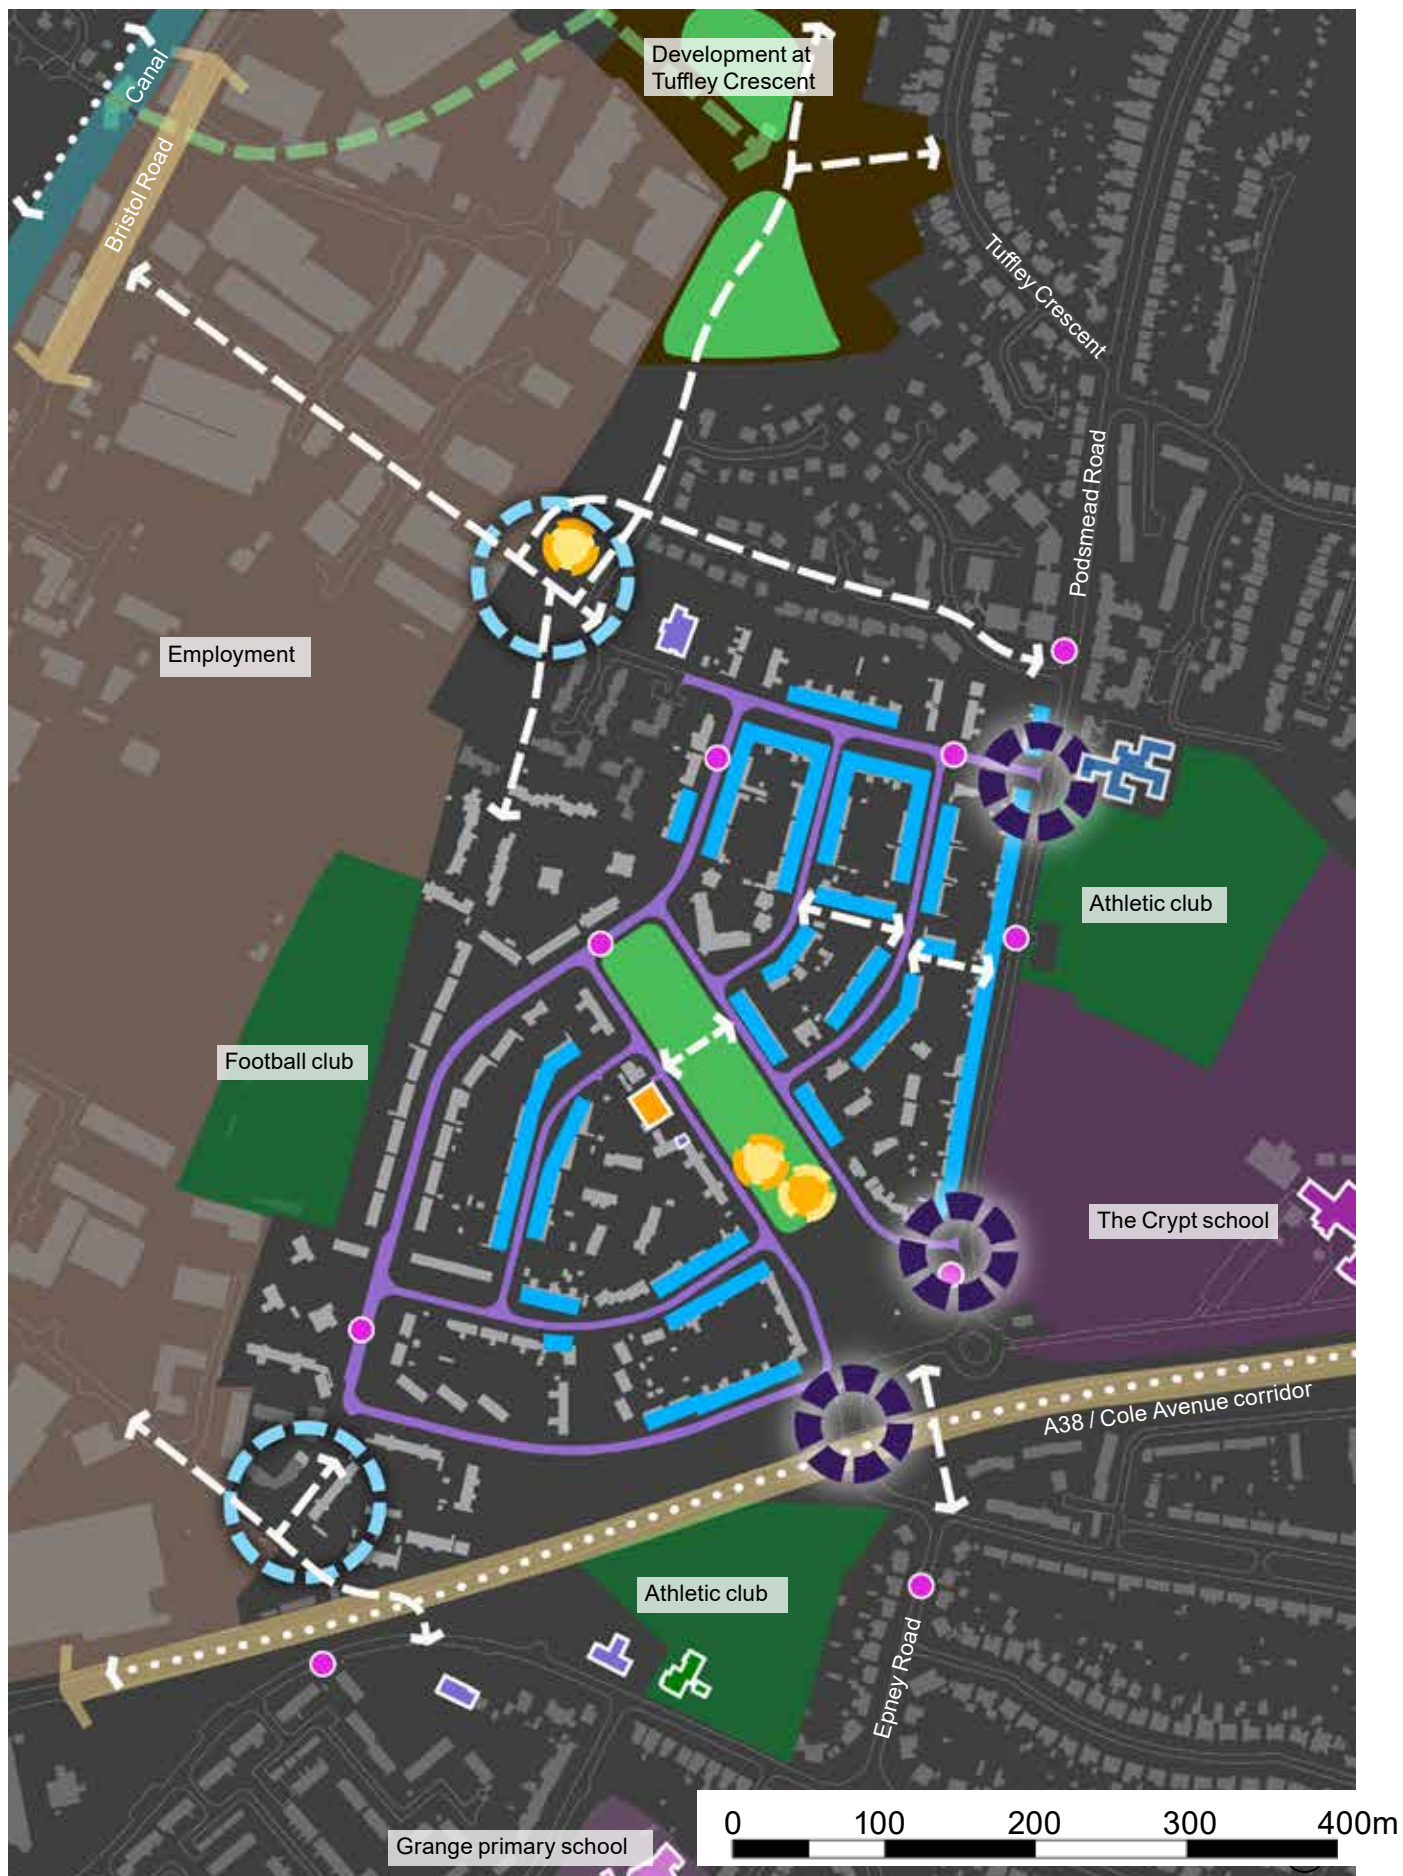 Development at
Tuffley Crescent
Canal
Bristol Road
Tuffley Crescent
Podsmead Road
Employment
Athletic club
Football club
The Crypt school
A38 / Cole Avenue corridor
Athletic club
Epney Road
0 100 200 300 400m
Grange primary school